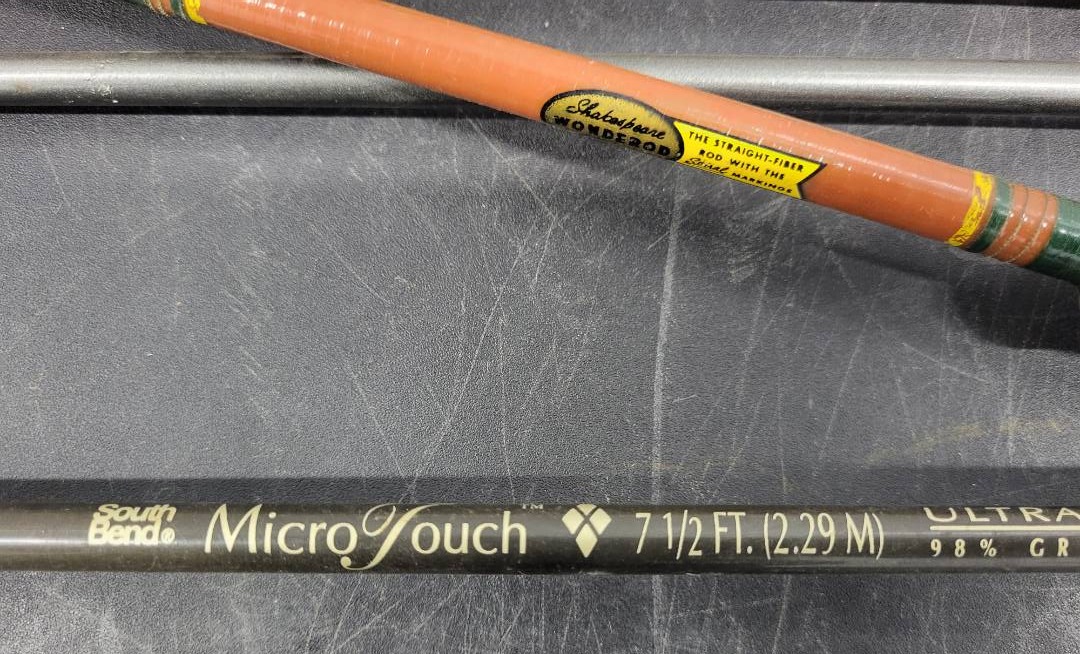 Shakespeare
WONDEROD
THE STRAIGHT-FIBER
ROD WITH THE
Spiral MARKINGS
South
Bend®
MicroTouch™ 7 1/2 FT. (2.29 M)
ULTRA
98% GR